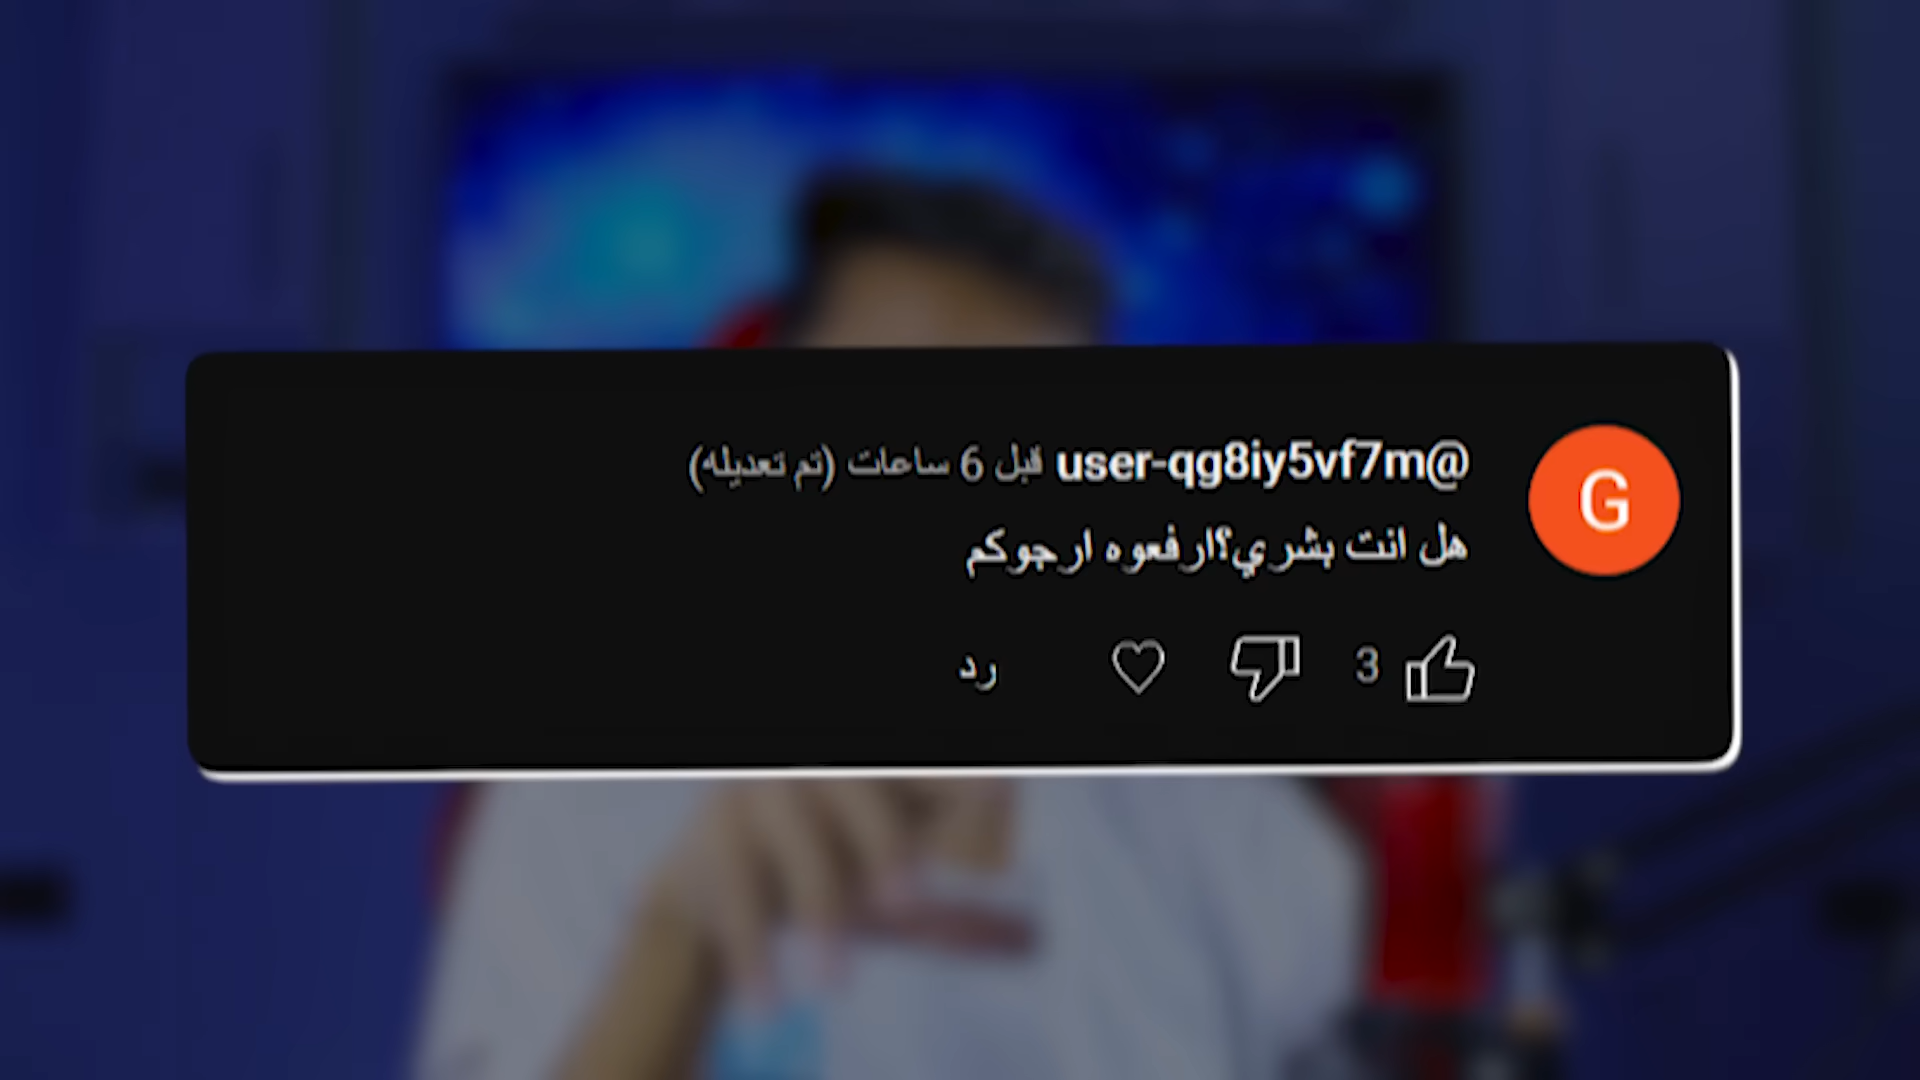 @user-qg8iy5vf7m قبل 6 ساعات (تم تعديله)
G
هل انت بشري؟ارفعوه ارجوكم
3 رد